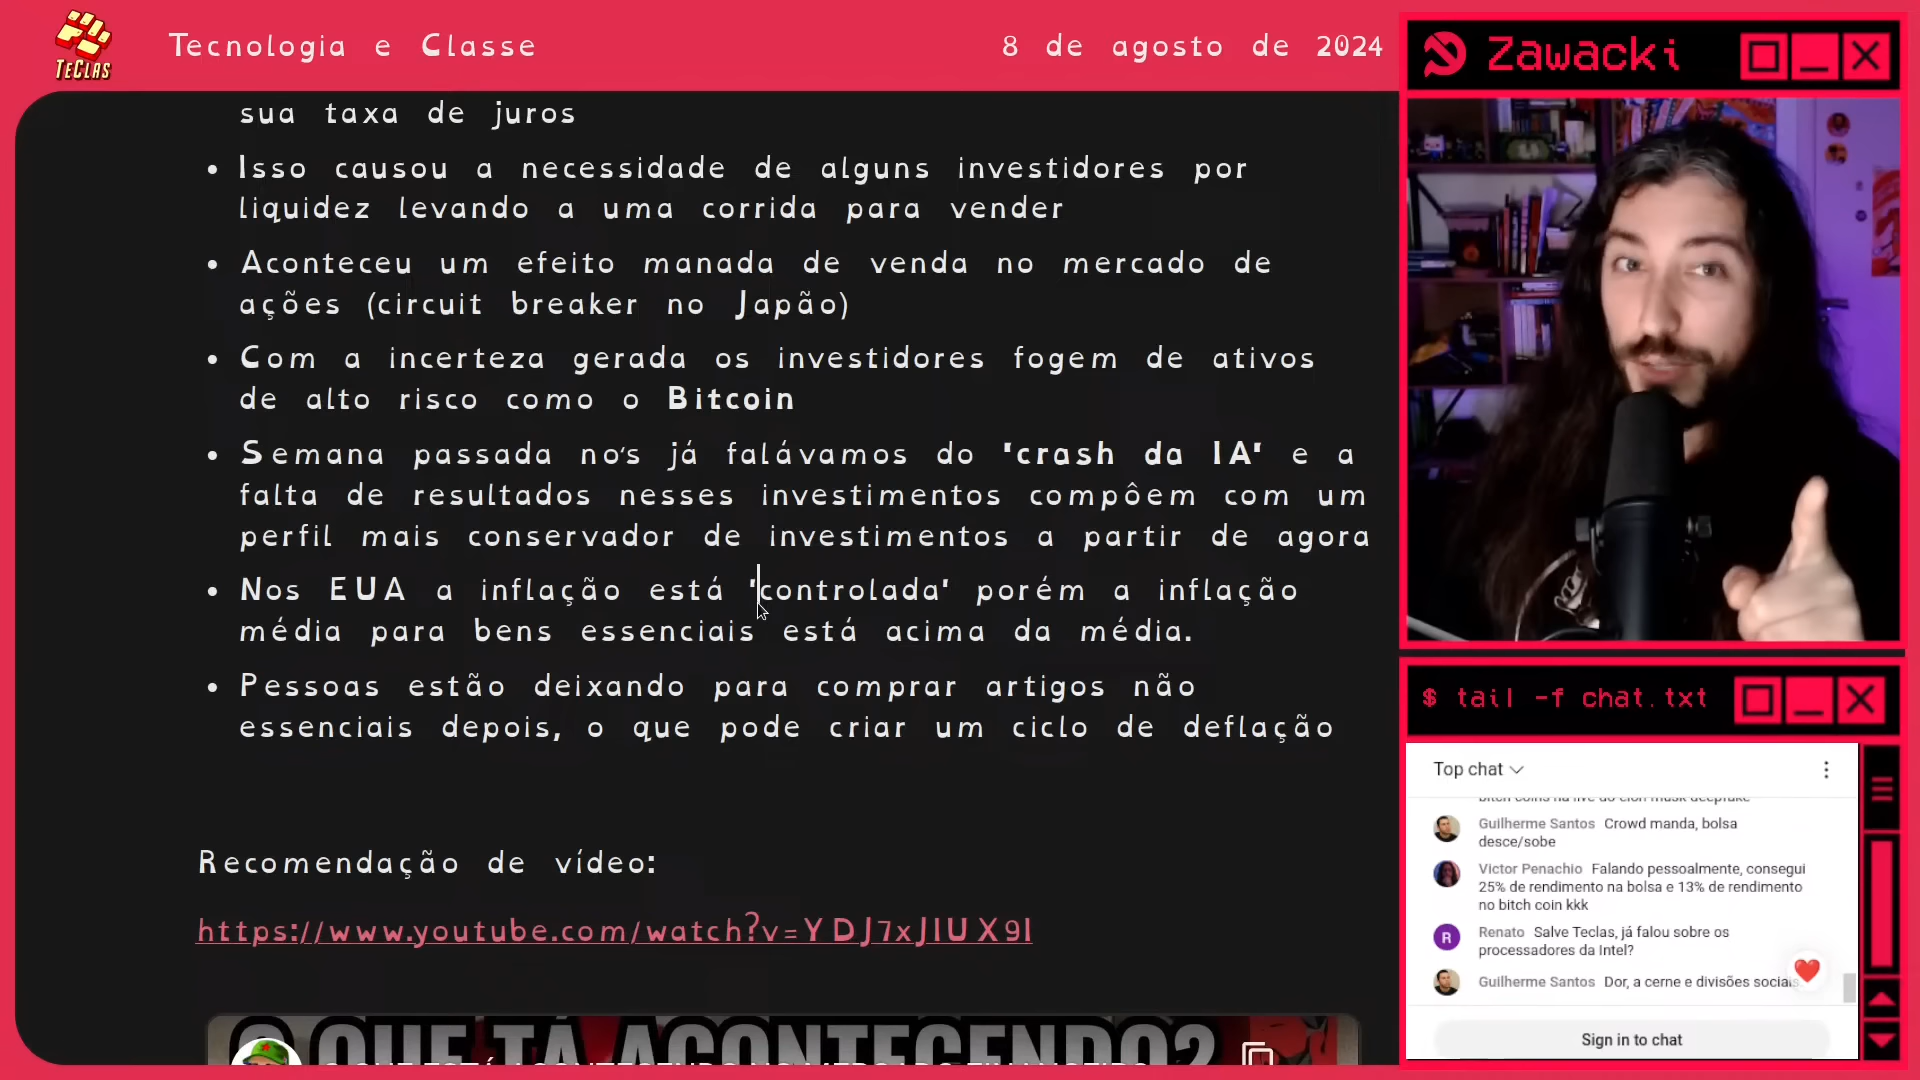 TECLAS
Tecnologia e Classe
8 de agosto de 2024
sua taxa de juros
• Isso causou a necessidade de alguns investidores por
liquidez levando a uma corrida para vender
• Aconteceu um efeito manada de venda no mercado de
ações (circuit breaker no Japão)
• Com a incerteza gerada os investidores fogem de ativos
de alto risco como o Bitcoin
• Semana passada no's já falávamos do 'crash da IA' e a
falta de resultados nesses investimentos compôem com um
perfil mais conservador de investimentos a partir de agora
• Nos EUA a inflação está 'controlada' porém a inflação
média para bens essenciais está acima da média.
• Pessoas estão deixando para comprar artigos não
essenciais depois, o que pode criar um ciclo de deflação
Recomendação de vídeo:
https://www.youtube.com/watch?v=YDJ7xJIUX9I
O QUE TÁ ACONTECENDO?
Zawacki
$ tail -f chat.txt
Top chat
Guilherme Santos Crowd manda, bolsa
desce/sobe
Victor Penachio Falando pessoalmente, consegui
25% de rendimento na bolsa e 13% de rendimento
no bitch coin kkk
R
Renato Salve Teclas, já falou sobre os
processadores da Intel?
Guilherme Santos Dor, a cerne e divisões sociais
Sign in to chat